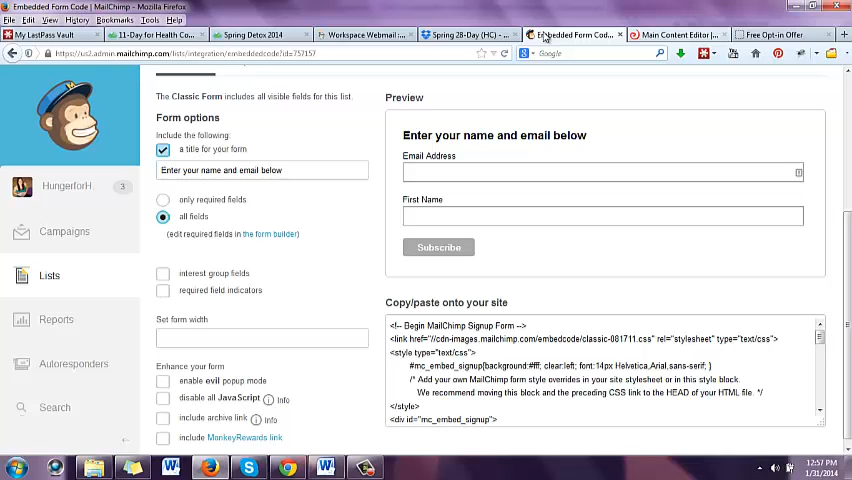 Embedded Form Code | MailChimp - Mozilla Firefox
File Edit View History Bookmarks Tools Help
My LastPass Vault
11-Day for Health Co...
Spring Detox 2014
Workspace Webmail :...
Spring 28-Day (HC) -...
Embedded Form Cod...
Main Content Editor |...
Free Opt-in Offer
https://us2.admin.mailchimp.com/lists/integration/embeddedcode?id=757157
Google
HungerforH.
3
Campaigns
Lists
Reports
Autoresponders
Search
The Classic Form includes all visible fields for this list.
Form options
Include the following:
a title for your form
Enter your name and email below
only required fields
all fields
(edit required fields in the form builder)
interest group fields
required field indicators
Set form width
Enhance your form
enable evil popup mode
disable all JavaScript Info
include archive link Info
include MonkeyRewards link
Preview
Enter your name and email below
Email Address
First Name
Subscribe
Copy/paste onto your site
<!-- Begin MailChimp Signup Form -->
<link href="//cdn-images.mailchimp.com/embedcode/classic-081711.css" rel="stylesheet" type="text/css">
<style type="text/css">
#mc_embed_signup{background:#fff; clear:left; font:14px Helvetica,Arial,sans-serif; }
/* Add your own MailChimp form style overrides in your site stylesheet or in this style block.
We recommend moving this block and the preceding CSS link to the HEAD of your HTML file. */
</style>
<div id="mc_embed_signup">
12:57 PM
1/31/2014